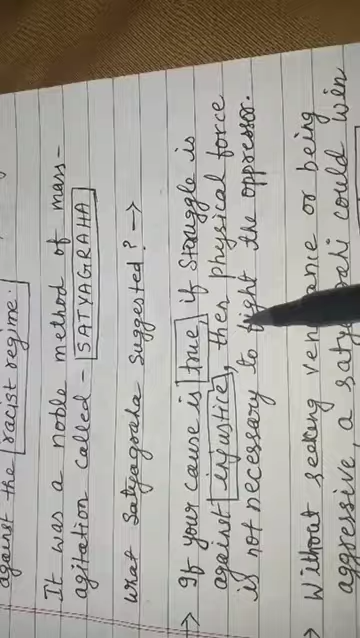 against the racist regime.
It was a noble method of mass-
agitation called - SATYAGRAHA
What Satyagraha suggested? →
→ If your cause is true, if struggle is
against injustice, then physical force
is not necessary to fight the oppressor.
→ Without seeking vengeance or being
aggressive, a satyagrahi could win